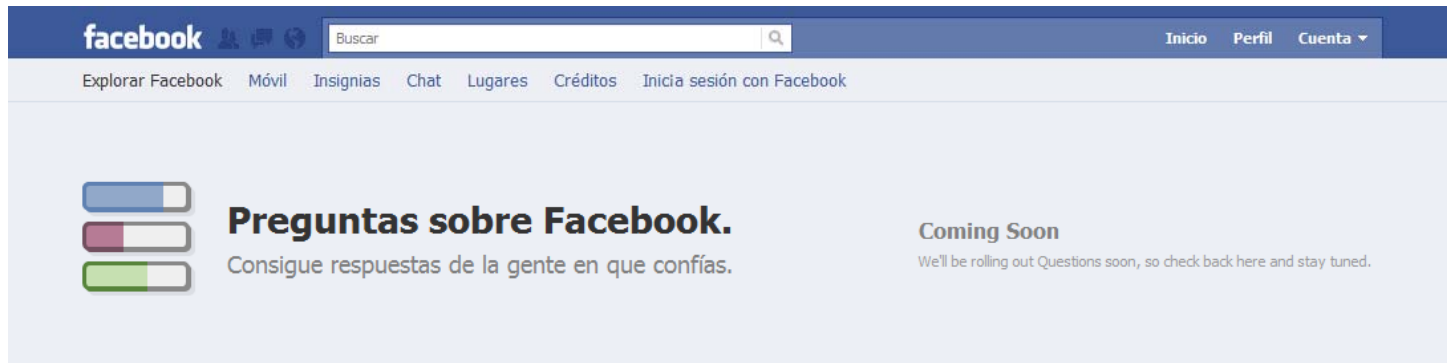 facebook Buscar Inicio Perfil Cuenta
Explorar Facebook Móvil Insignias Chat Lugares Créditos Inicia sesión con Facebook
Preguntas sobre Facebook.
Consigue respuestas de la gente en que confías.
Coming Soon
We'll be rolling out Questions soon, so check back here and stay tuned.